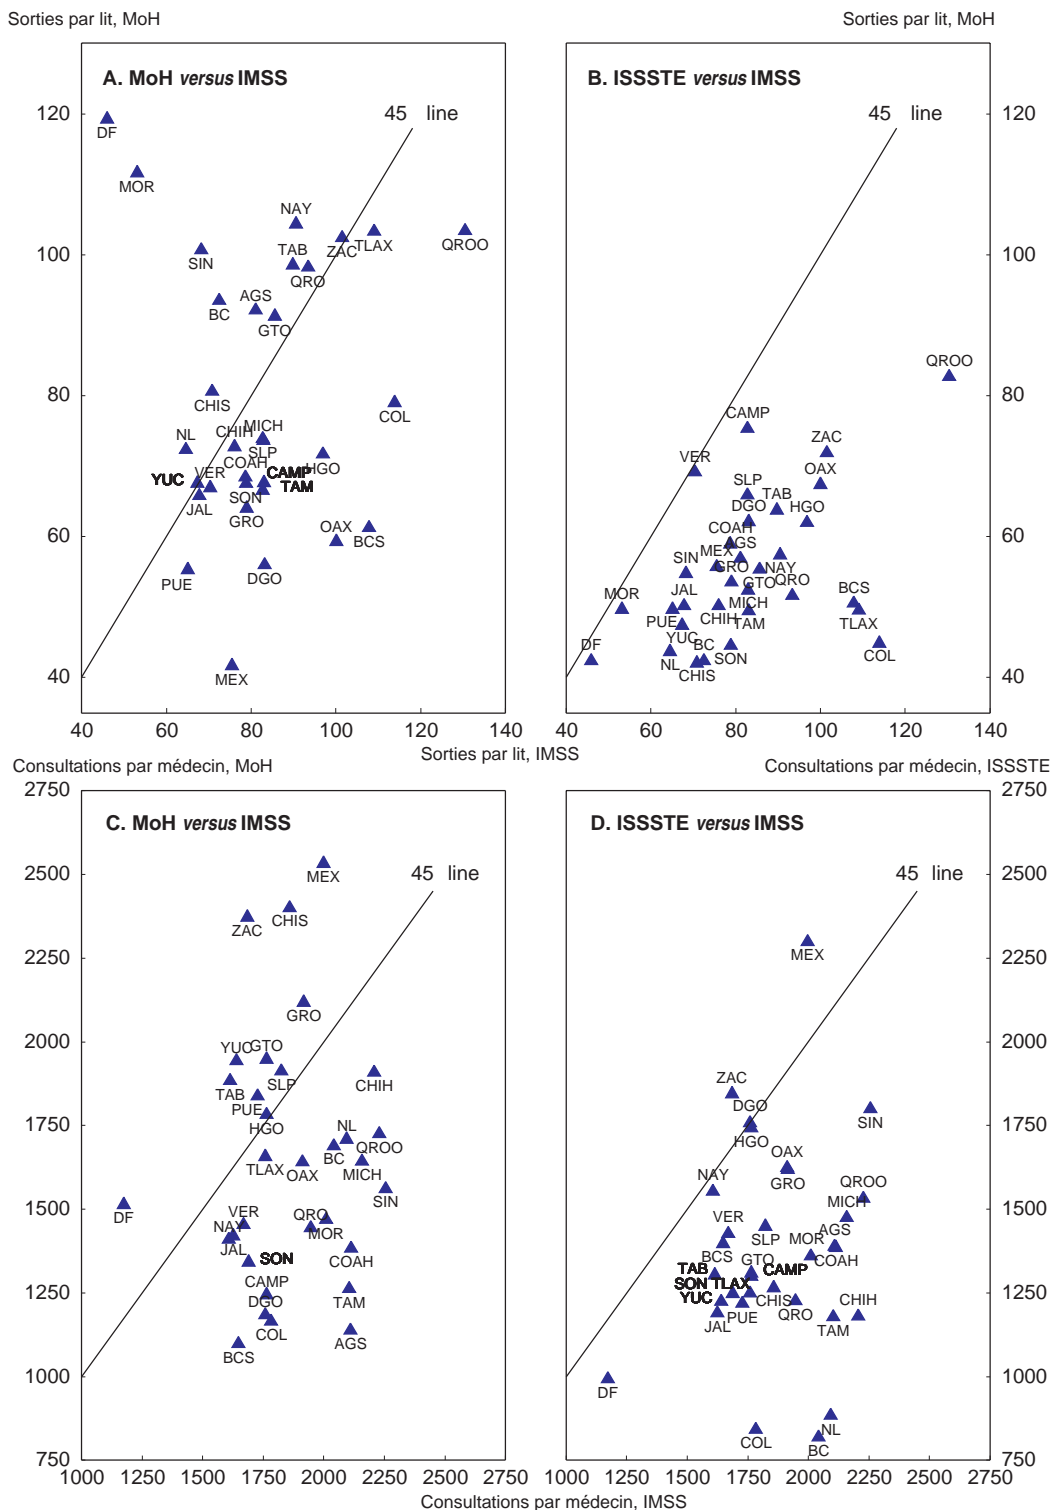 Sorties par lit, MoH
Sorties par lit, MoH
A. MoH versus IMSS
45 line
120
100
80
60
40
DF
MOR
NAY
SIN
TAB
ZAC
TLAX
QROO
QRO
BC
AGS
GTO
CHIS
COL
NL
CHIH
MICH
SLP
HGO
YUC
VER
COAH
CAMP
TAM
JAL
SON
GRO
OAX
BCS
PUE
DGO
MEX
40 60 80 100 120 140
B. ISSSTE versus IMSS
45 line
120
100
80
60
40
QROO
CAMP
ZAC
VER
OAX
SLP
TAB
DGO
HGO
COAH
AGS
MEX
SIN
GRO
NAY
GTO
QRO
MOR
JAL
MICH
BCS
PUE
CHIH
TAM
TLAX
YUC
BC
DF
SON
COL
NL
CHIS
40 60 80 100 120 140
Sorties par lit, IMSS
Consultations par médecin, MoH
Consultations par médecin, ISSSTE
C. MoH versus IMSS
45 line
2750
2500
2250
2000
1750
1500
1250
1000
750
MEX
CHIS
ZAC
GRO
YUC
GTO
SLP
CHIH
TAB
PUE
HGO
NL
BC
QROO
TLAX
OAX
MICH
SIN
DF
VER
QRO
NAY
MOR
JAL
SON
COAH
CAMP
TAM
DGO
COL
AGS
BCS
1000 1250 1500 1750 2000 2250 2500 2750
D. ISSSTE versus IMSS
45 line
2750
2500
2250
2000
1750
1500
1250
1000
750
MEX
ZAC
DGO
SIN
HGO
OAX
NAY
GRO
QROO
MICH
VER
SLP
MOR
AGS
BCS
COAH
GTO
TAB
CAMP
SON TLAX
YUC
CHIS
CHIH
JAL
PUE
QRO
TAM
DF
COL
NL
BC
1000 1250 1500 1750 2000 2250 2500 2750
Consultations par médecin, IMSS